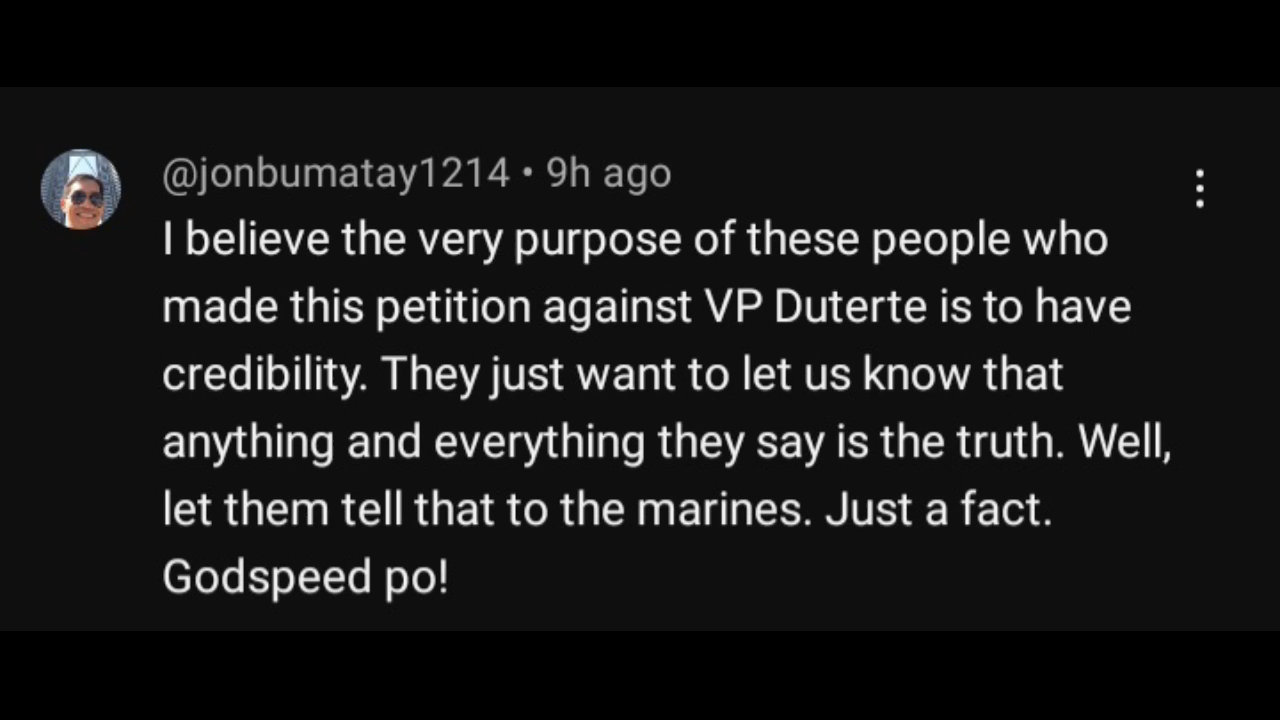 @jonbumatay1214 • 9h ago
I believe the very purpose of these people who
made this petition against VP Duterte is to have
credibility. They just want to let us know that
anything and everything they say is the truth. Well,
let them tell that to the marines. Just a fact.
Godspeed po!